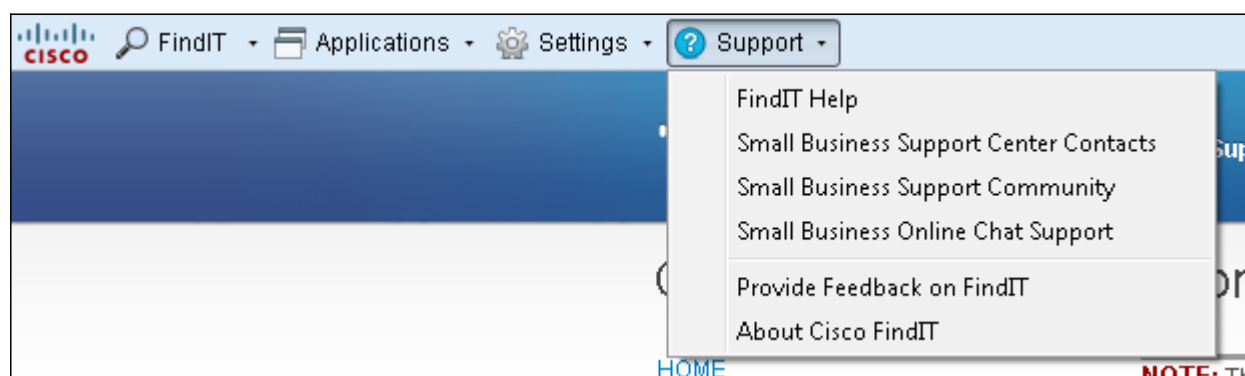 CISCO FindIT Applications Settings Support
FindIT Help
Small Business Support Center Contacts
Small Business Support Community
Small Business Online Chat Support
Provide Feedback on FindIT
About Cisco FindIT
HOME
NOTE: